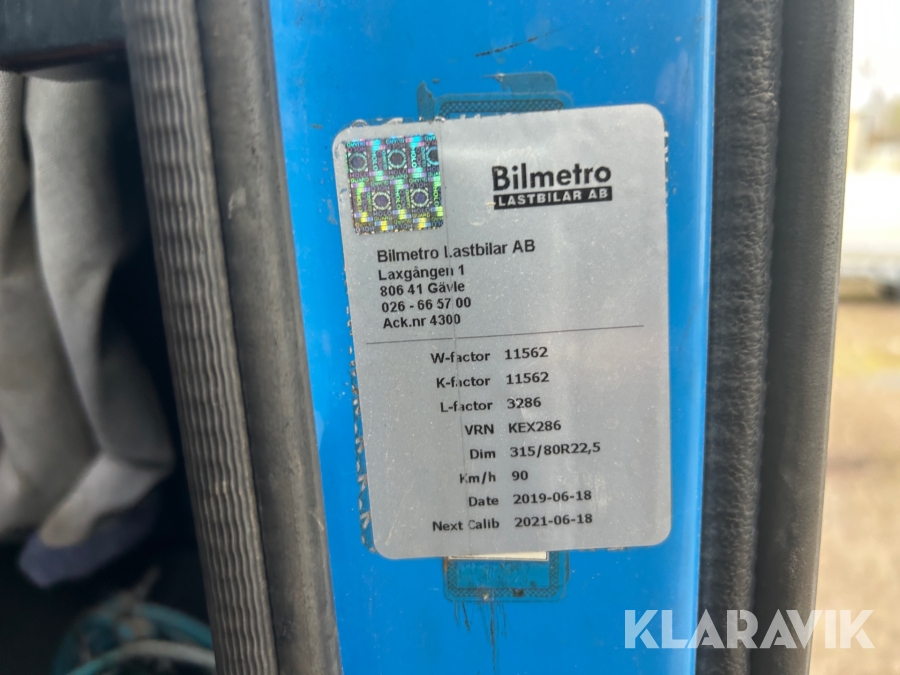 Bilmetro
LASTBILAR AB
Bilmetro Lastbilar AB
Laxgången 1
806 41 Gävle
026 - 66 57 00
Ack.nr 4300
W-factor 11562
K-factor 11562
L-factor 3286
VRN KEX286
Dim 315/80R22,5
Km/h 90
Date 2019-06-18
Next Calib 2021-06-18
KLARAVIK